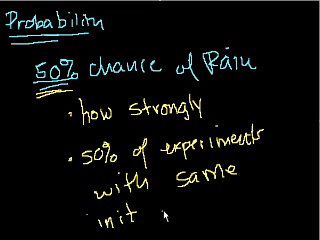 Probability
50% chance of Rain
• how strongly
• 50% of experiments
with same
init